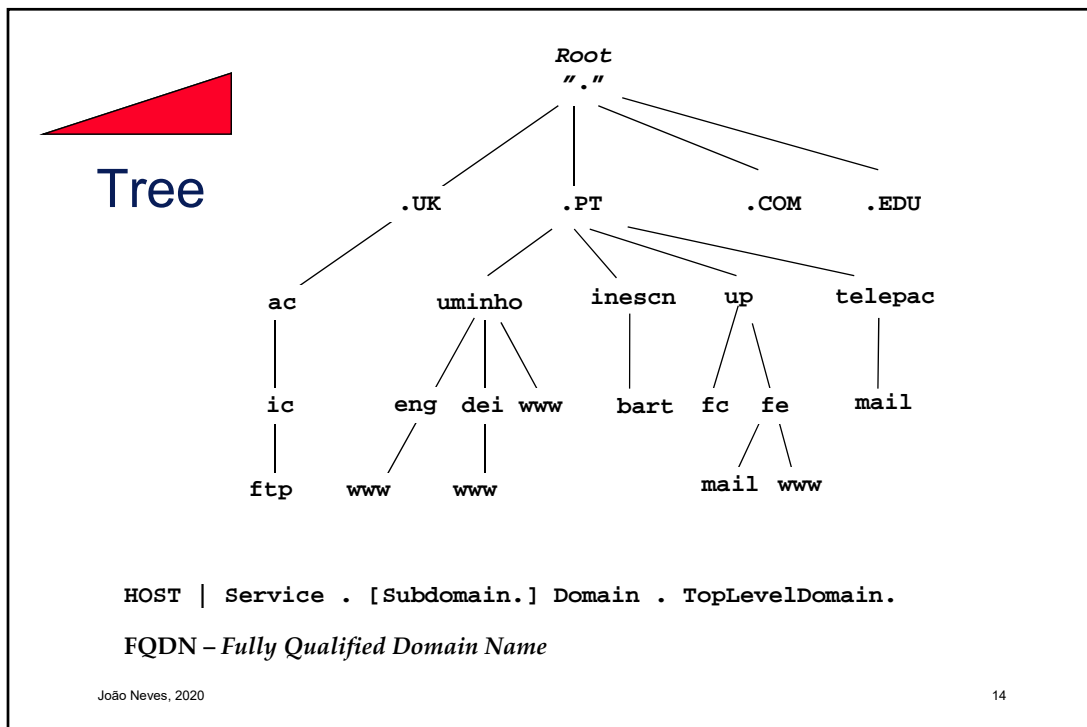 Root
"."
Tree
.UK .PT .COM .EDU
ac uminho inescn up telepac
ic eng dei www bart fc fe mail
ftp www www mail www
HOST | Service . [Subdomain.] Domain . TopLevelDomain.
FQDN – Fully Qualified Domain Name
João Neves, 2020 14